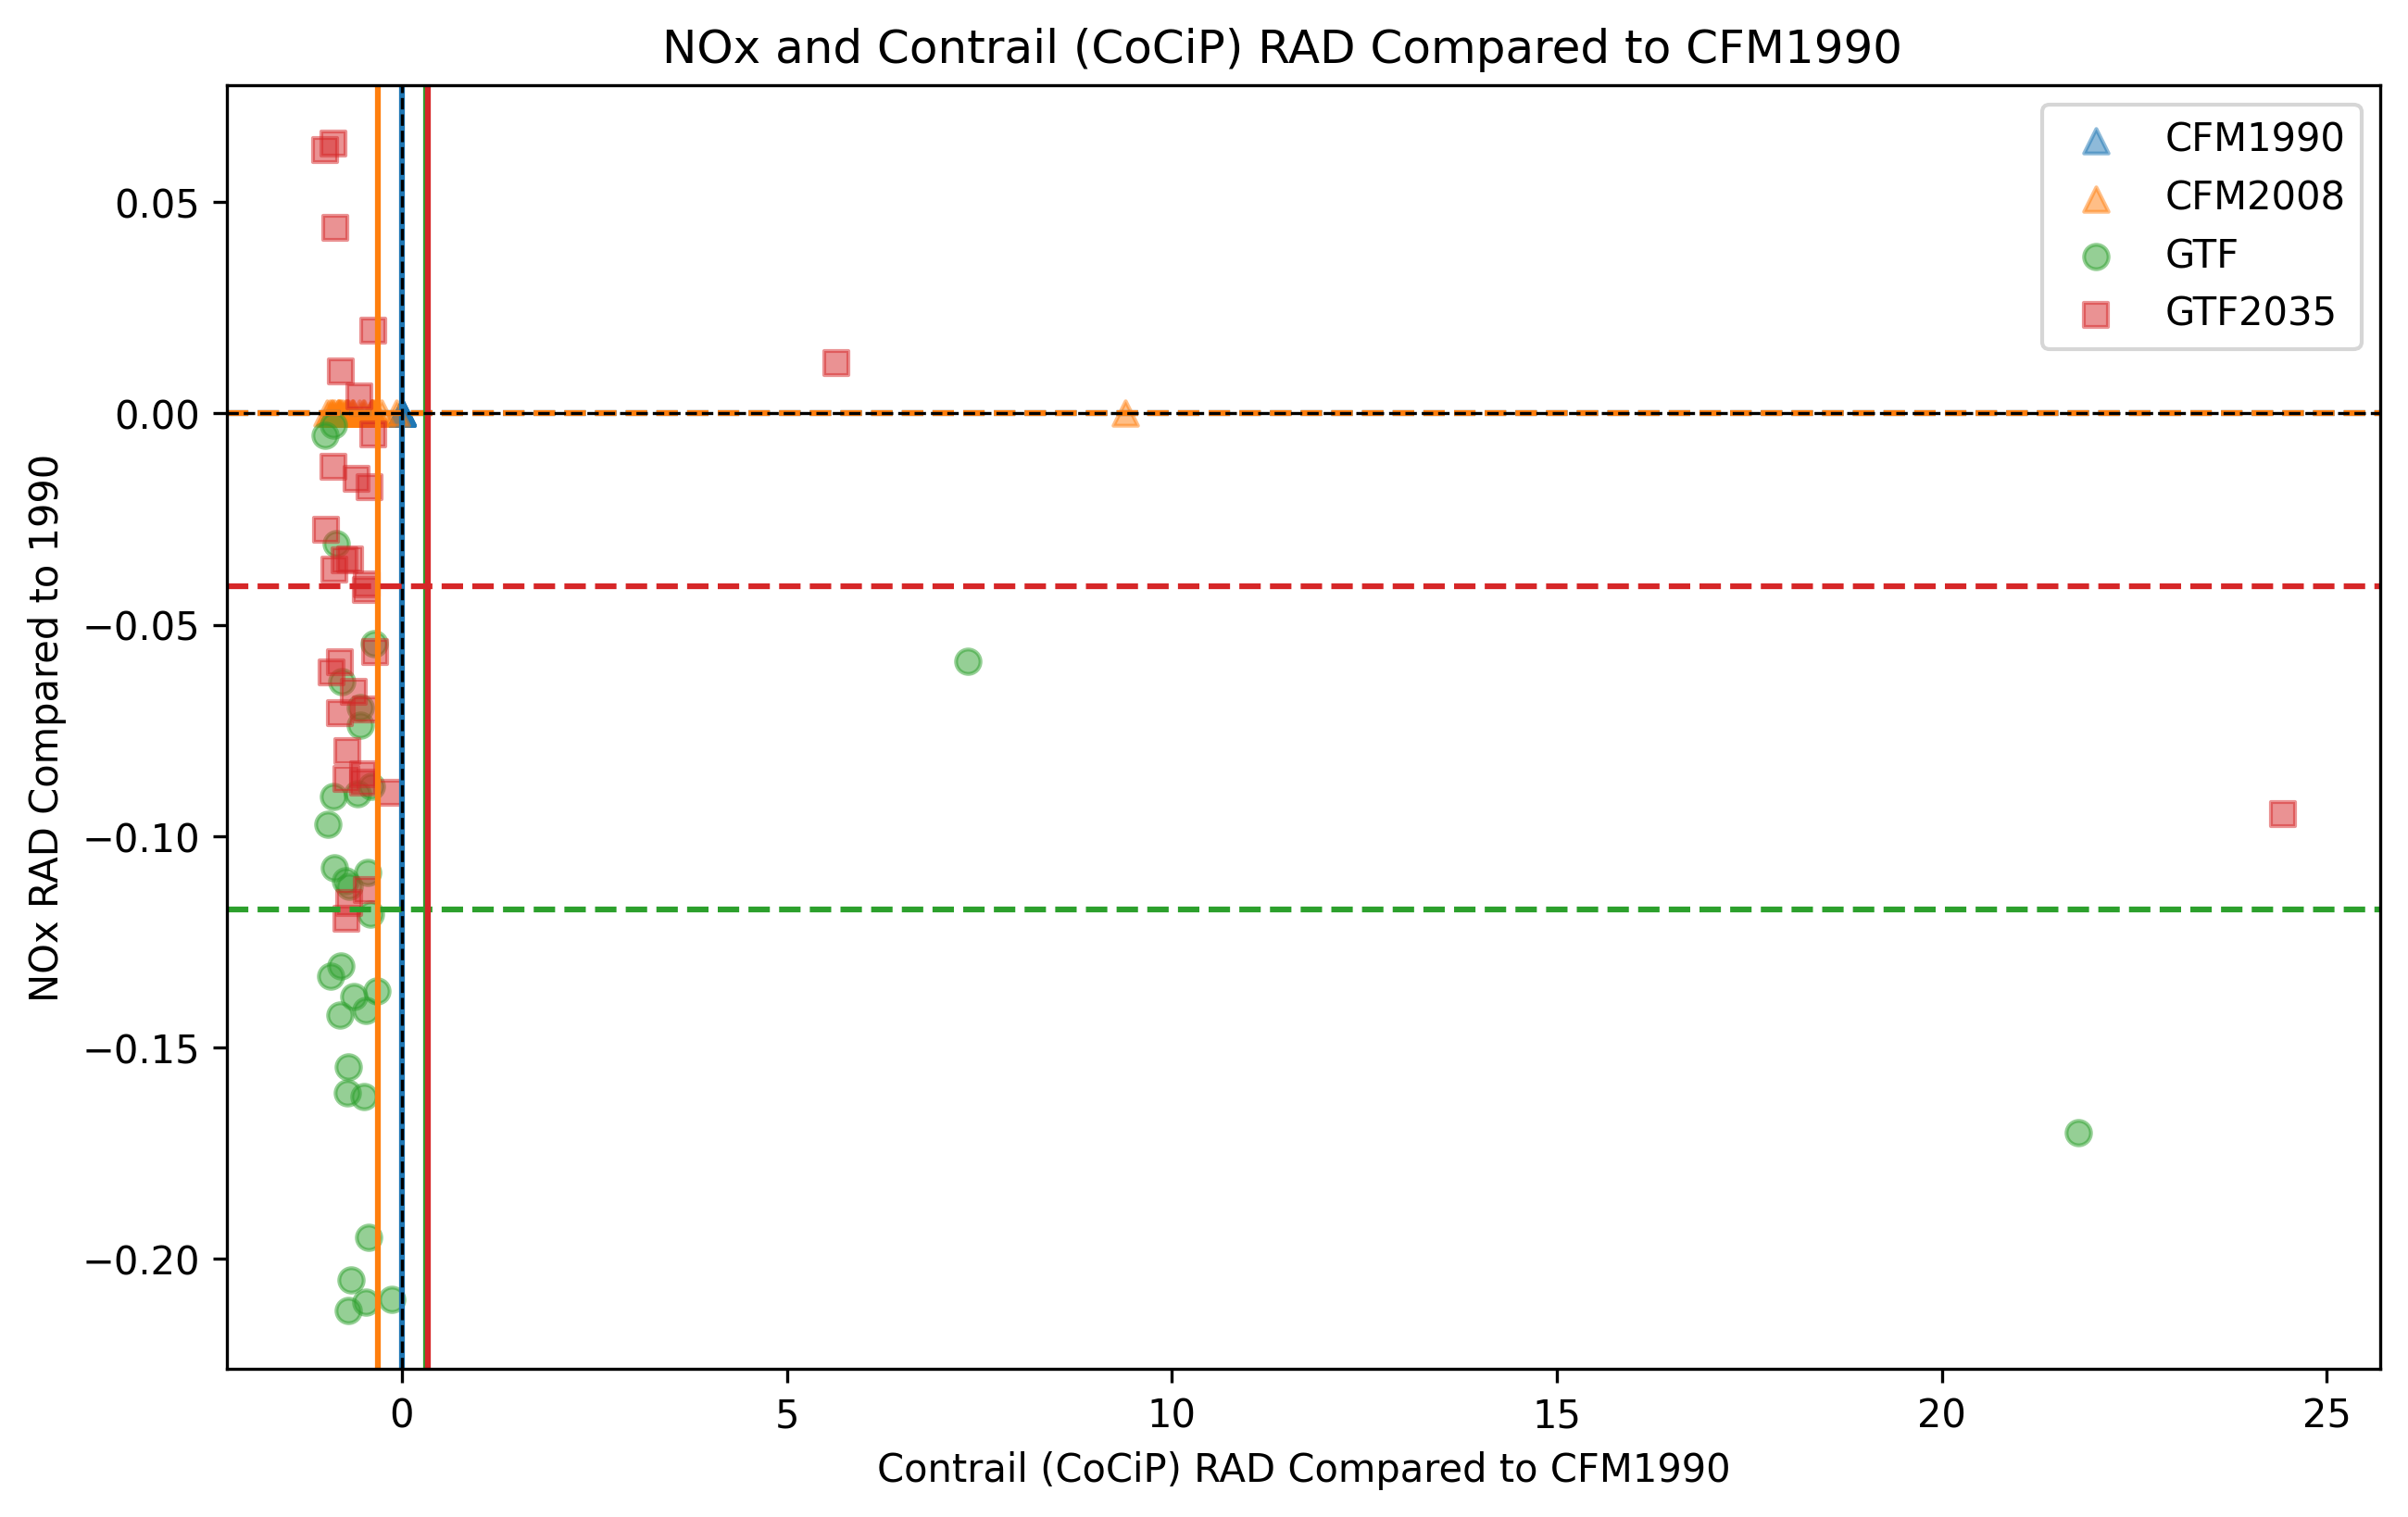 NOx and Contrail (CoCiP) RAD Compared to CFM1990
CFM1990
CFM2008
GTF
GTF2035
NOx RAD Compared to 1990
0.05
0.00
−0.05
−0.10
−0.15
−0.20
0 5 10 15 20 25
Contrail (CoCiP) RAD Compared to CFM1990